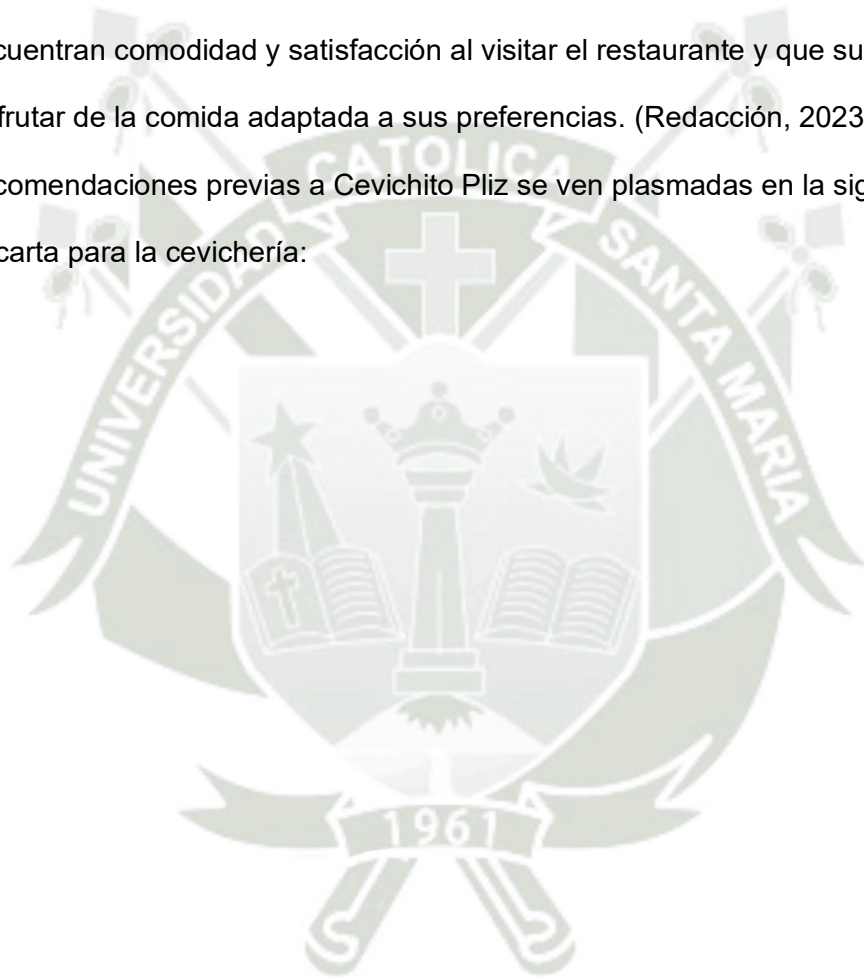 cuentran comodidad y satisfacción al visitar el restaurante y que su
frutar de la comida adaptada a sus preferencias. (Redacción, 2023
comendaciones previas a Cevichito Pliz se ven plasmadas en la sig
carta para la cevichería:
UNIVERSIDAD CATOLICA SANTA MARIA
1961